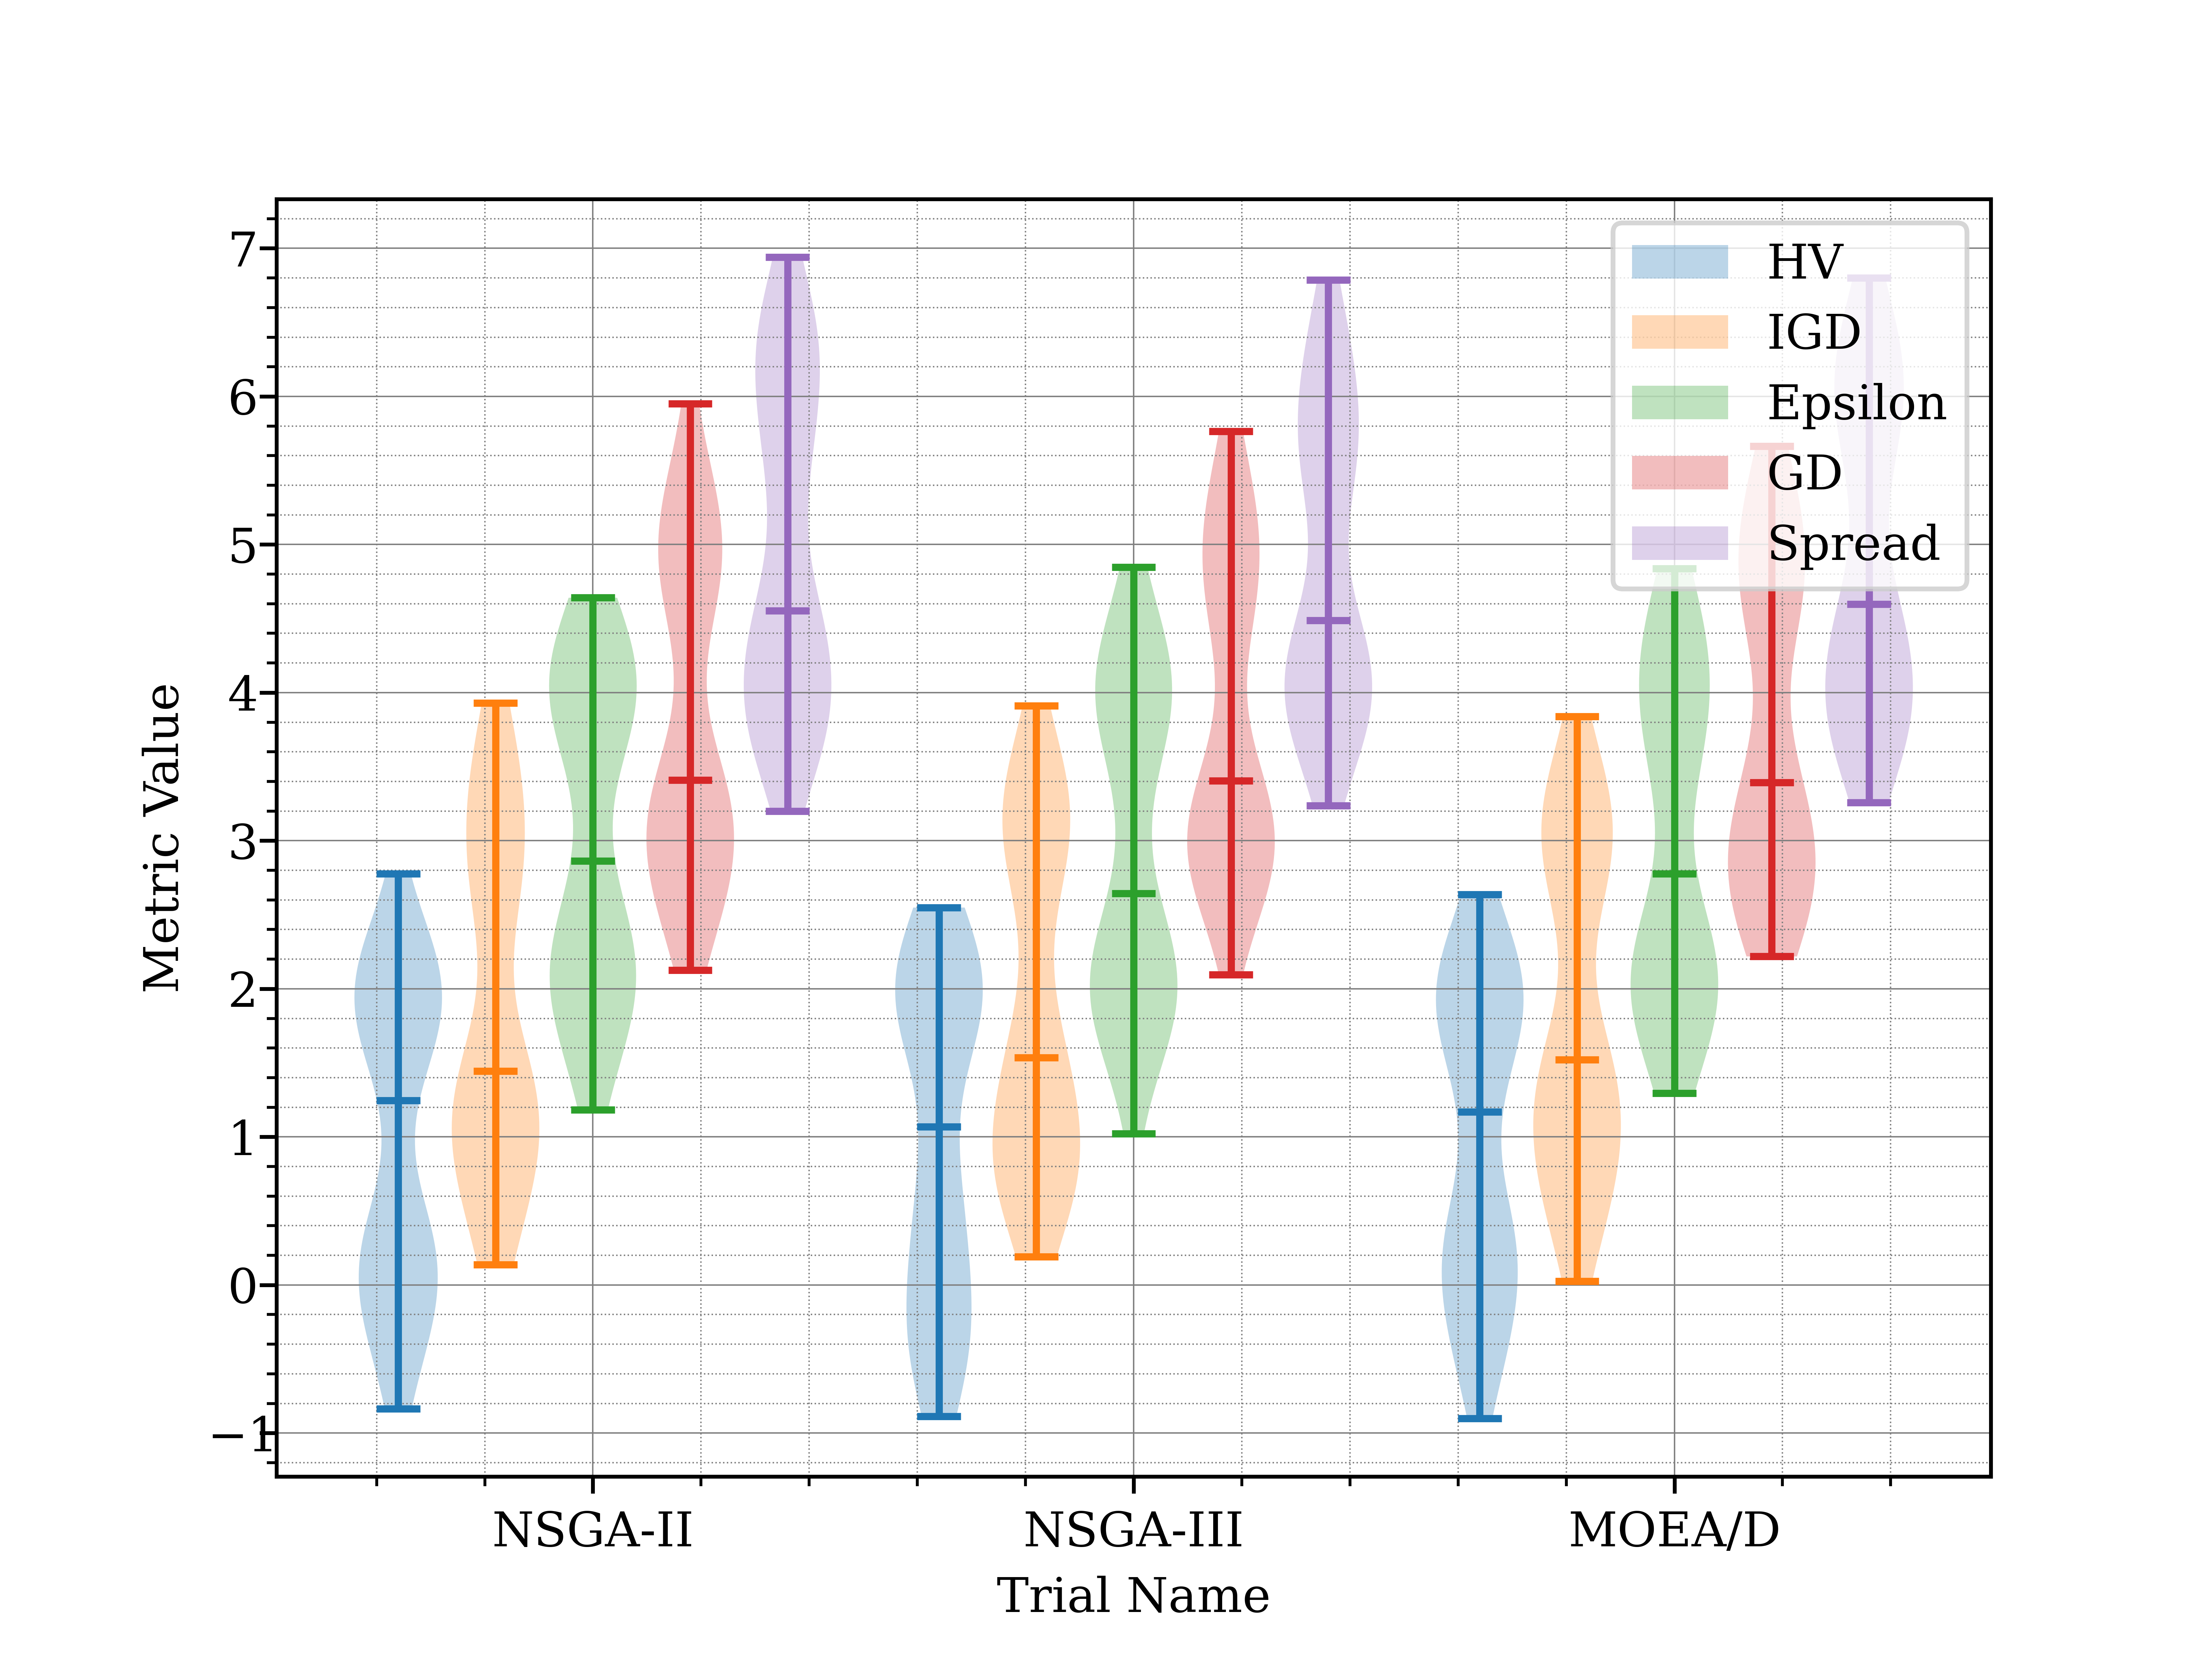 7
6
5
4
3
2
1
0
−1
Metric Value
HV
IGD
Epsilon
GD
Spread
NSGA-II
NSGA-III
MOEA/D
Trial Name